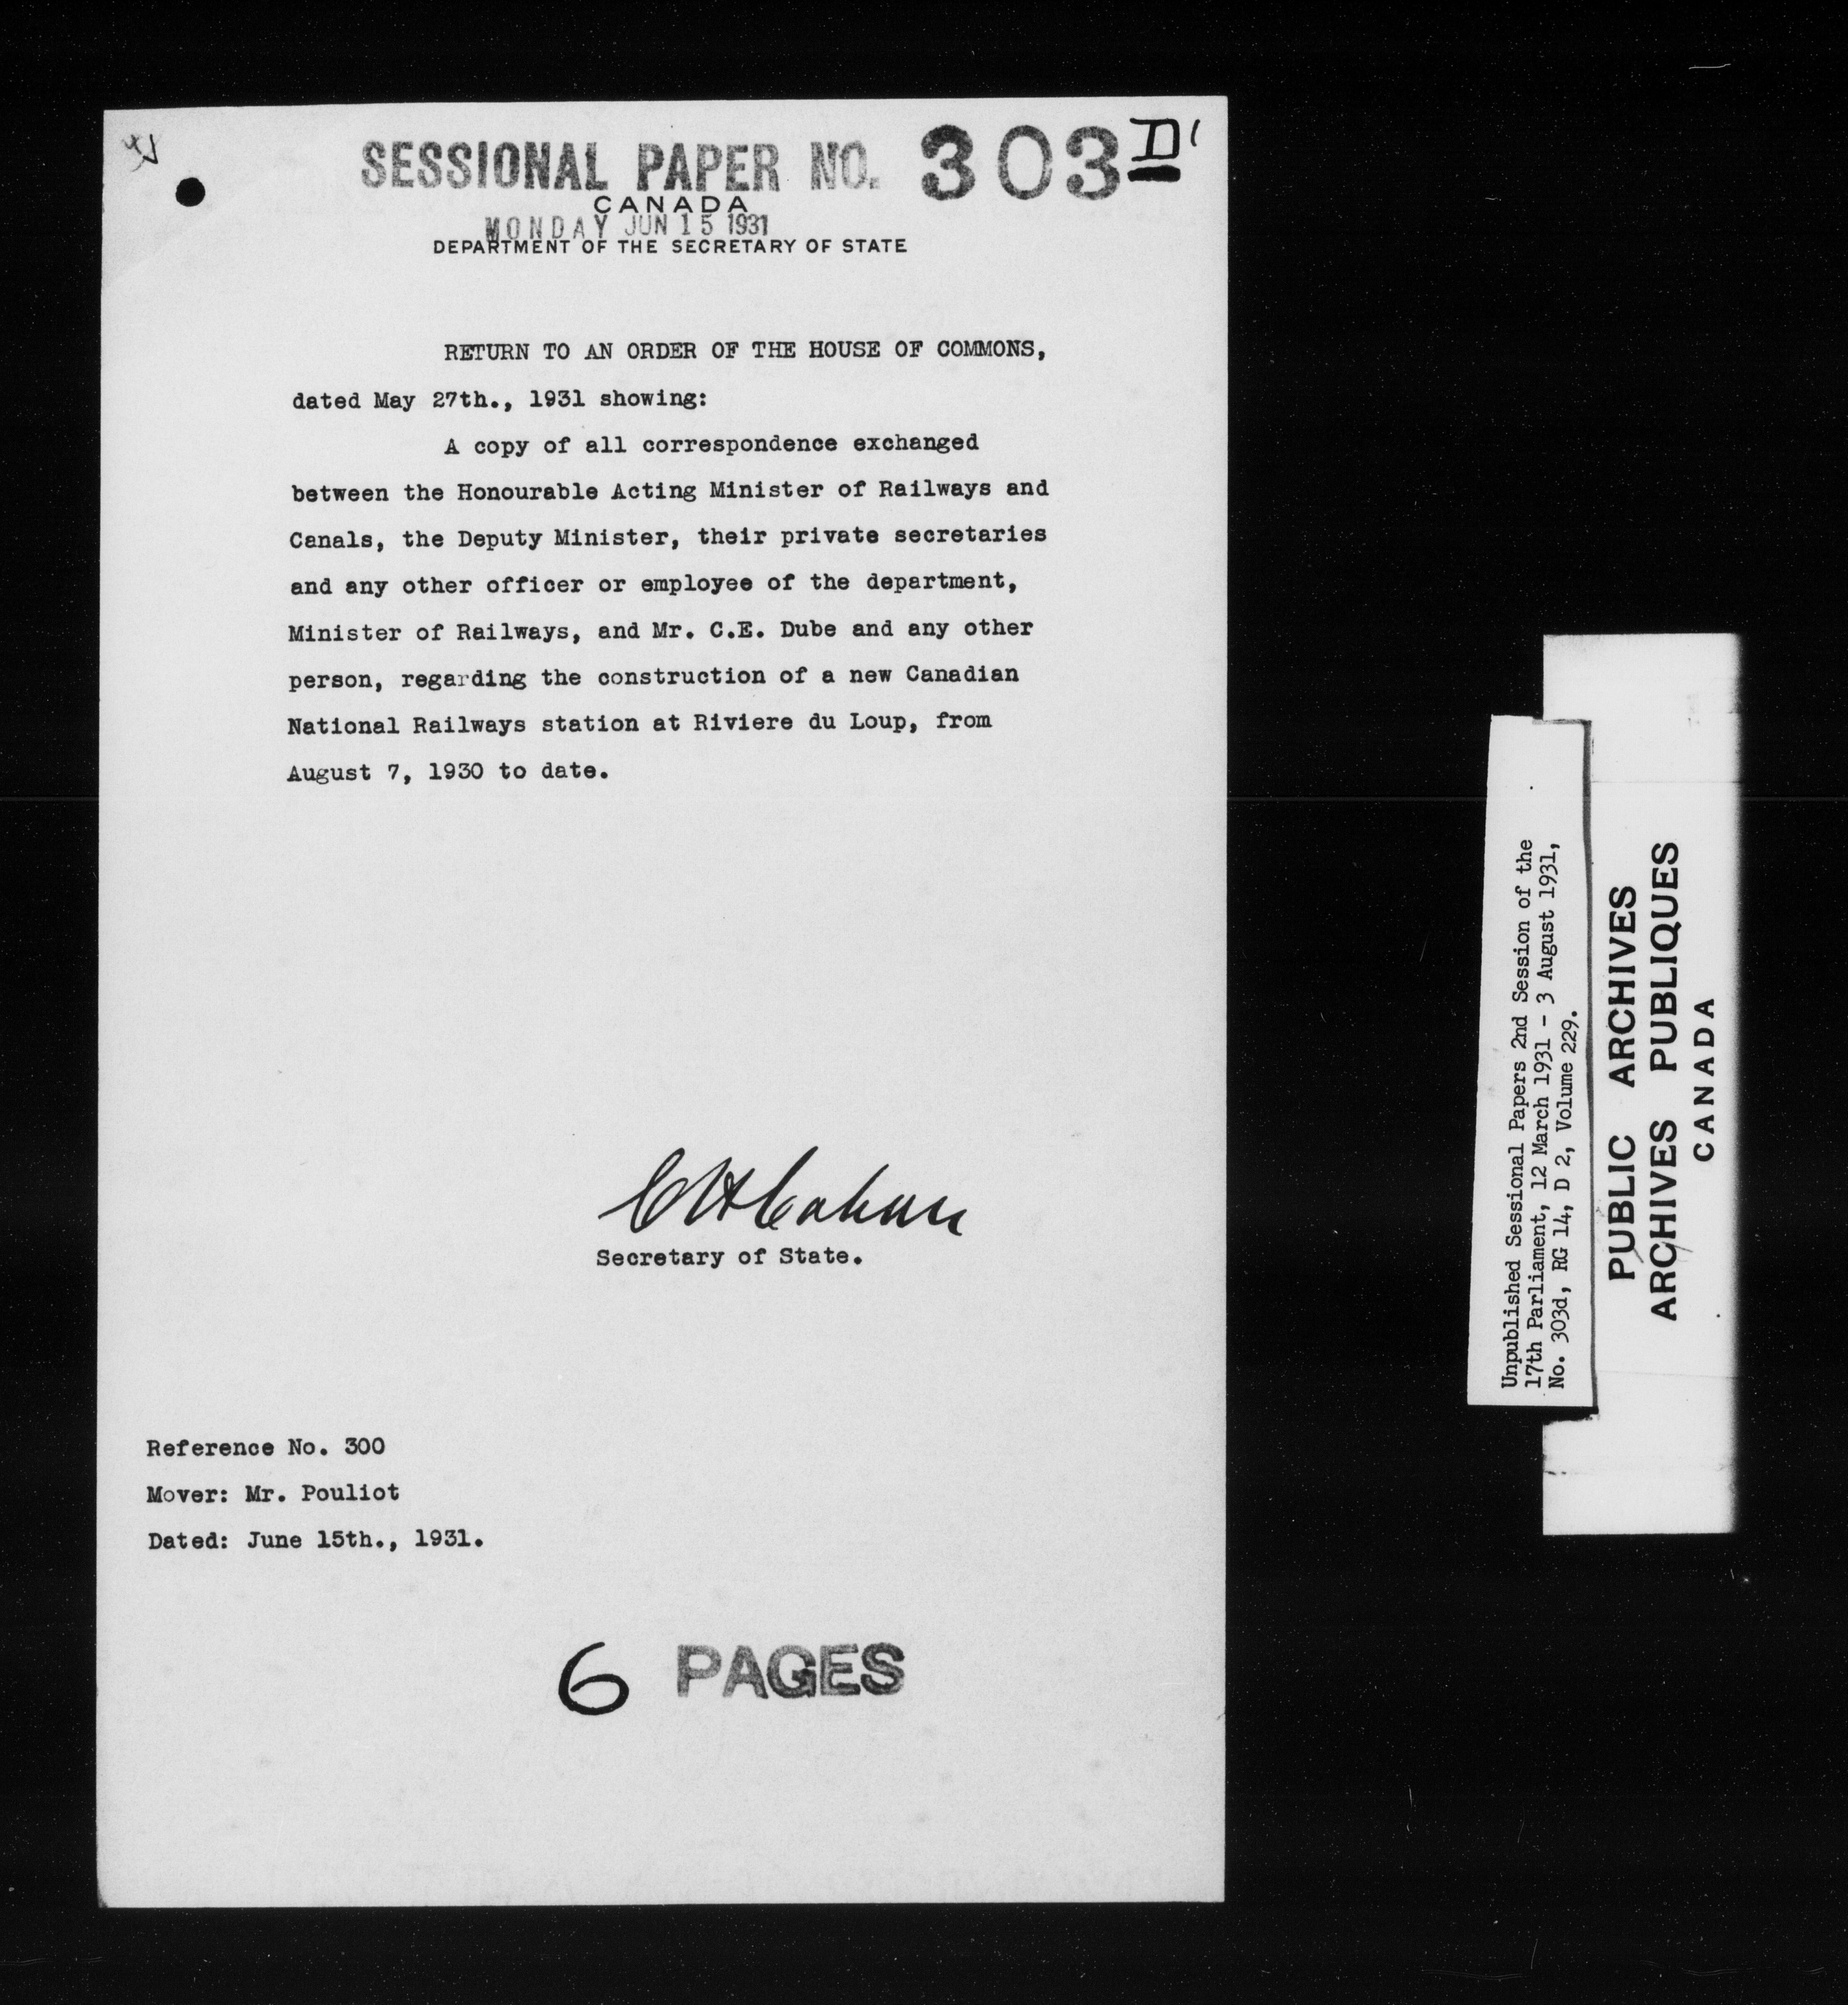 SESSIONAL PAPER NO. 303 D
CANADA
MONDAY JUN 15 1931
DEPARTMENT OF THE SECRETARY OF STATE
RETURN TO AN ORDER OF THE HOUSE OF COMMONS,
dated May 27th., 1931 showing:
A copy of all correspondence exchanged
between the Honourable Acting Minister of Railways and
Canals, the Deputy Minister, their private secretaries
and any other officer or employee of the department,
Minister of Railways, and Mr. C.E. Dube and any other
person, regarding the construction of a new Canadian
National Railways station at Riviere du Loup, from
August 7, 1930 to date.
C H Cahan
Secretary of State.
Reference No. 300
Mover: Mr. Pouliot
Dated: June 15th., 1931.
6 PAGES
Unpublished Sessional Papers 2nd Session of the
17th Parliament, 12 March 1931 - 3 August 1931,
No. 303d, RG 14, D 2, Volume 229.
PUBLIC ARCHIVES
ARCHIVES PUBLIQUES
CANADA